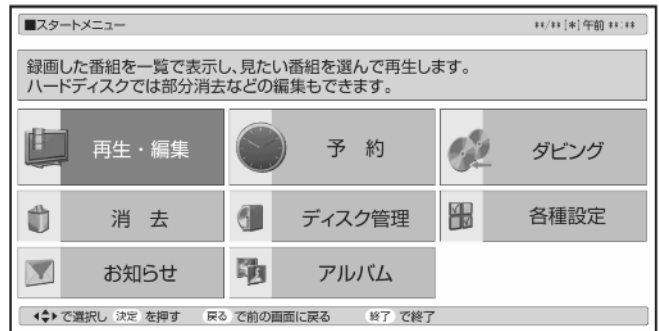 ■スタートメニュー **/**[*]午前**:**
録画した番組を一覧で表示し、見たい番組を選んで再生します。
ハードディスクでは部分消去などの編集もできます。
再生・編集 予 約 ダビング
消 去 ディスク管理 各種設定
お知らせ アルバム
で選択し 決定 を押す 戻る で前の画面に戻る 終了 で終了